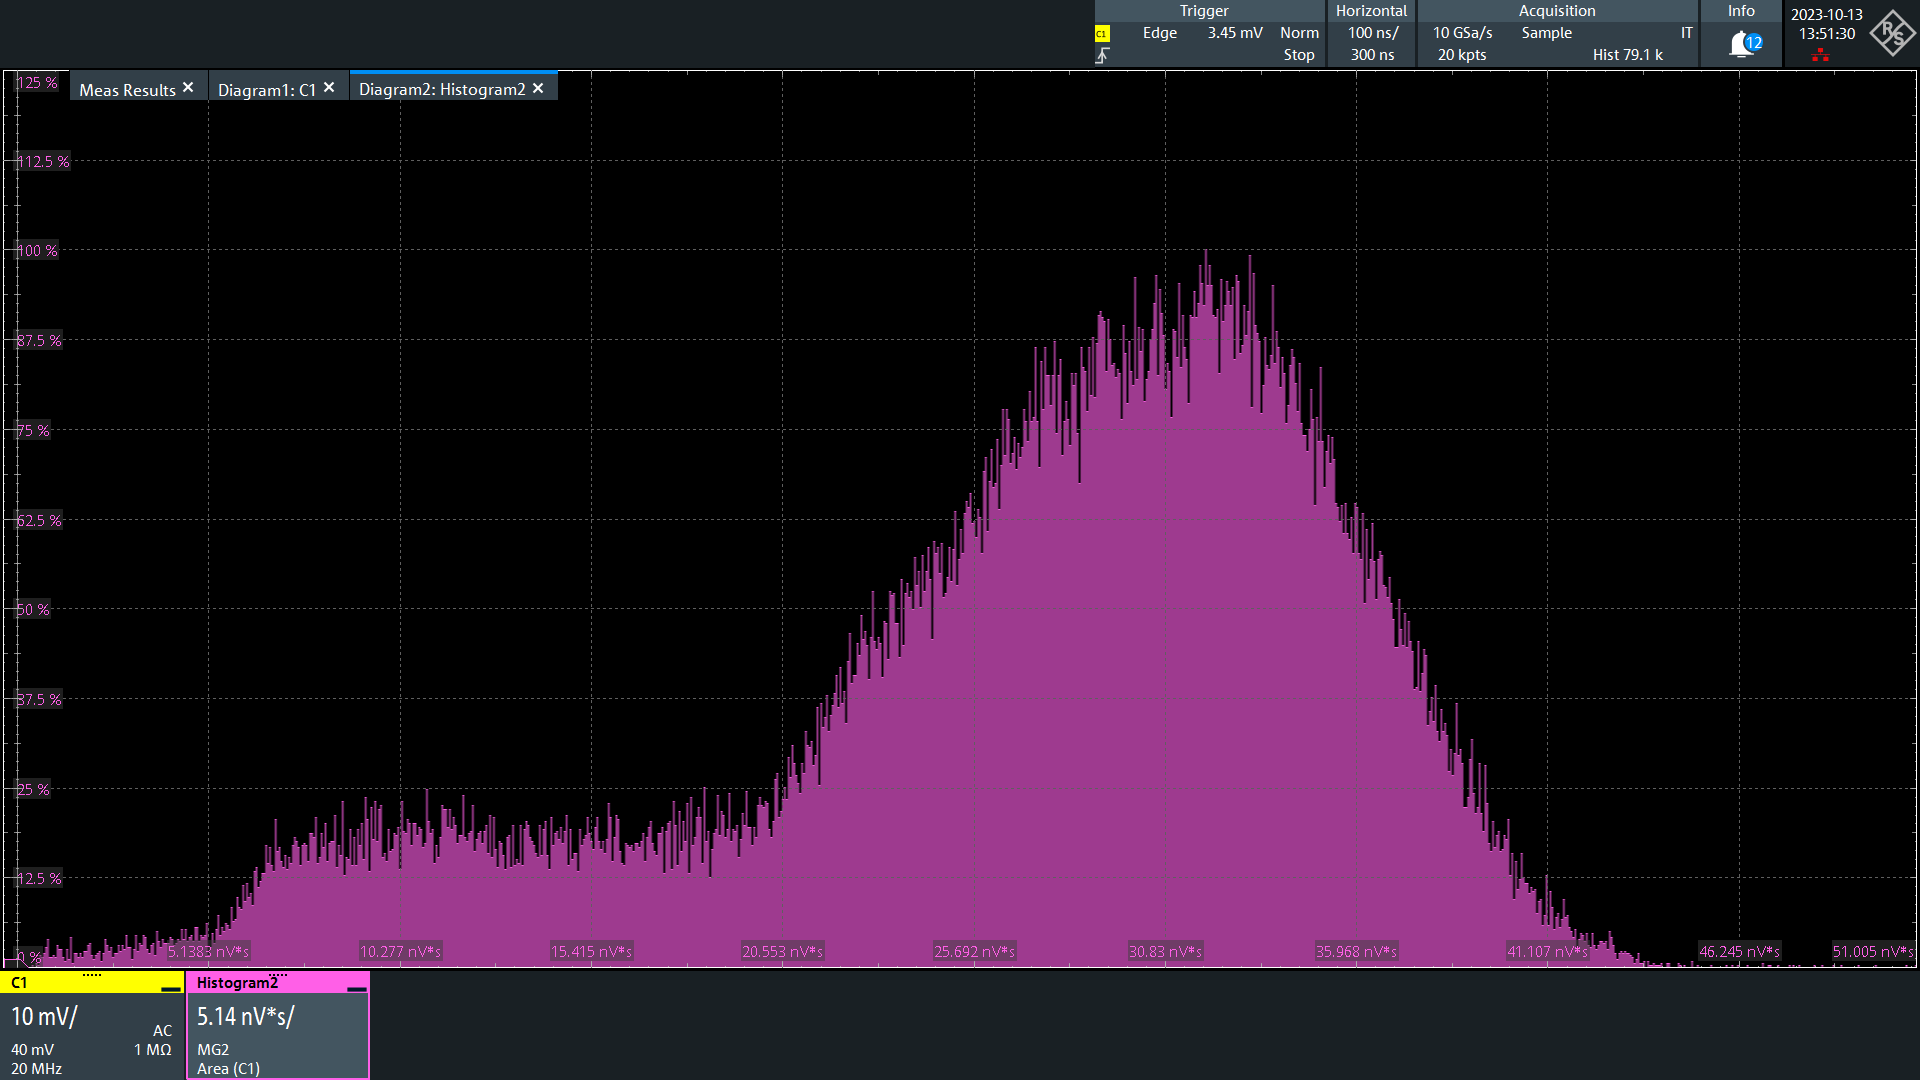 Trigger
Horizontal
Acquisition
Info
2023-10-13
C1
Edge
3.45 mV
Norm
100 ns/
10 GSa/s
Sample
IT
12
13:51:30
R&S
Stop
300 ns
20 kpts
Hist 79.1 k
Meas Results ×
Diagram1: C1 ×
Diagram2: Histogram2 ×
125 %
112.5 %
100 %
87.5 %
75 %
62.5 %
50 %
37.5 %
25 %
12.5 %
0 %
5.1383 nV*s
10.277 nV*s
15.415 nV*s
20.553 nV*s
25.692 nV*s
30.83 nV*s
35.968 nV*s
41.107 nV*s
46.245 nV*s
51.005 nV*s
C1
10 mV/
AC
40 mV
1 MΩ
20 MHz
Histogram2
5.14 nV*s/
MG2
Area (C1)